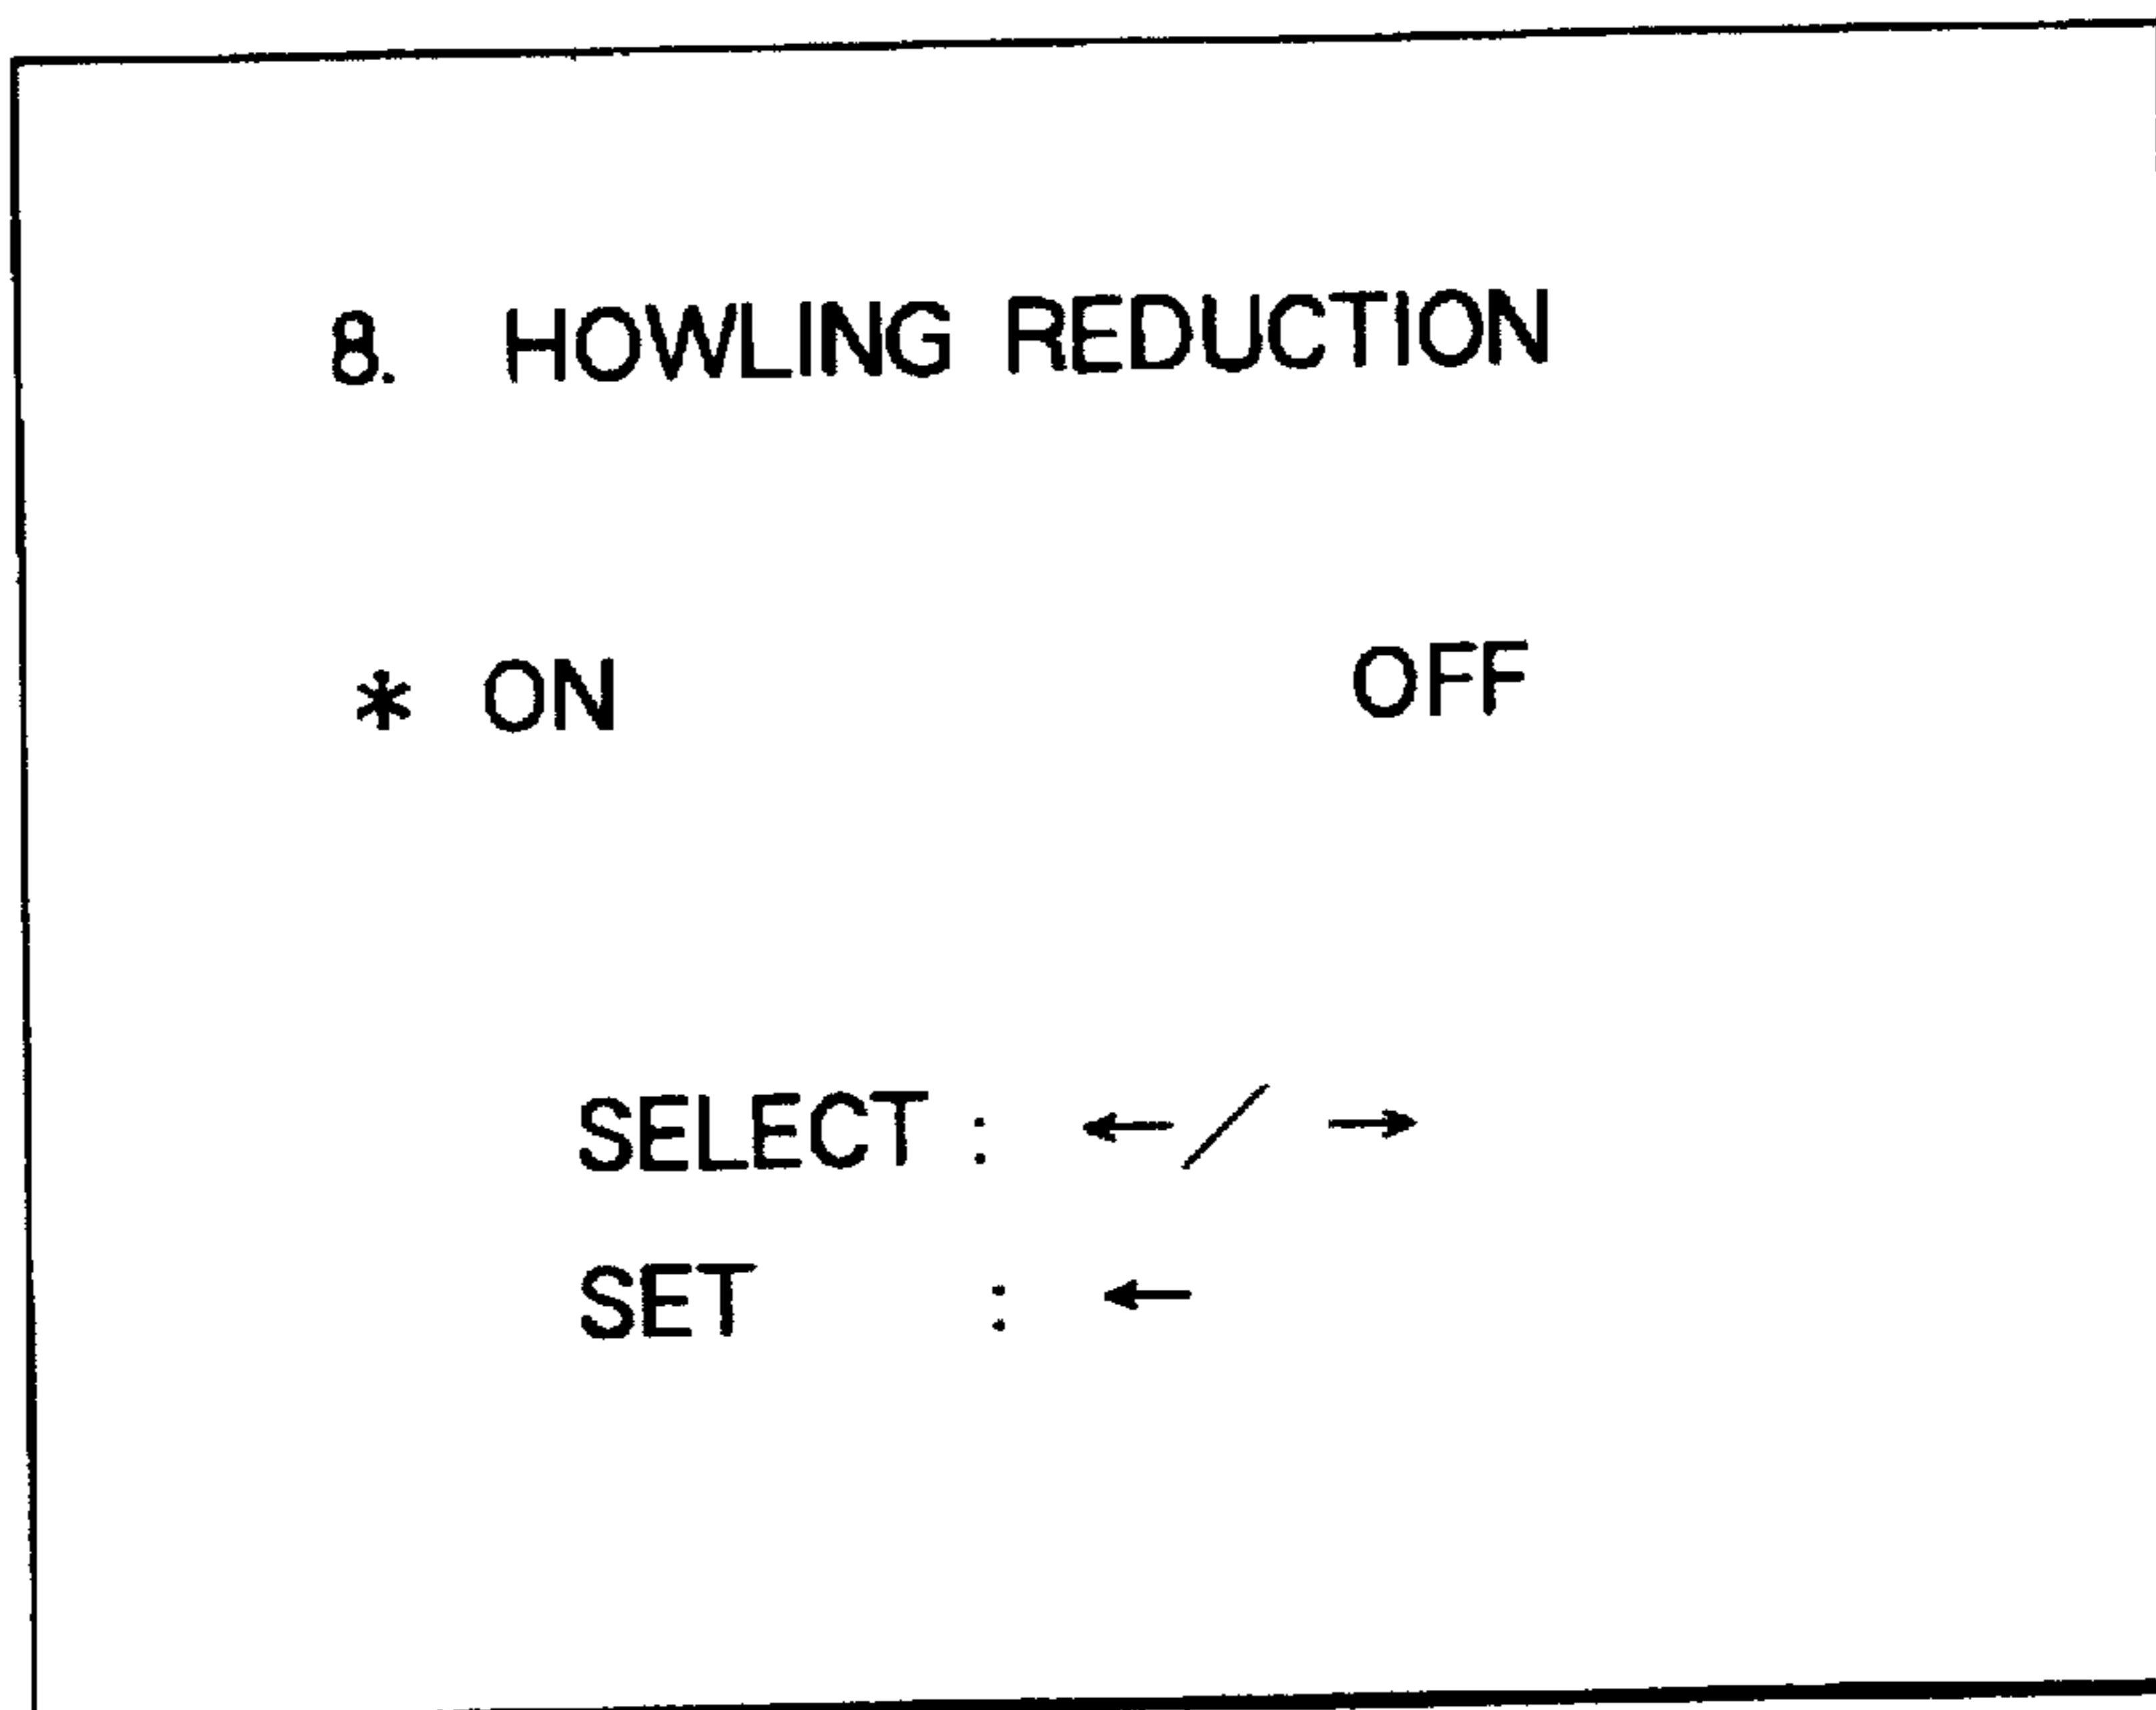 8. HOWLING REDUCTION
* ON OFF
SELECT : ← / →
SET : ←